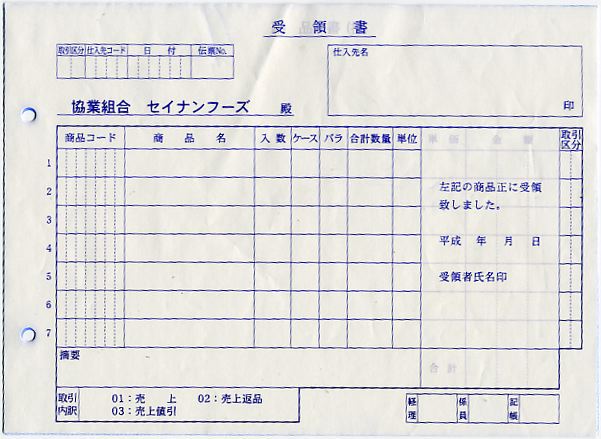 受領書
取引区分 仕入先コード 日付 伝票No.
仕入先名
印
協業組合 セイナンフーズ 殿
商品コード 商品名 入数 ケース バラ 合計数量 単位 単価 金額 取引区分
1
2
3
4
5
6
7
左記の商品正に受領
致しました。
平成 年 月 日
受領者氏名印
摘要
合計
取引内訳 01：売上 02：売上返品
03：売上値引
経理 係員 記帳